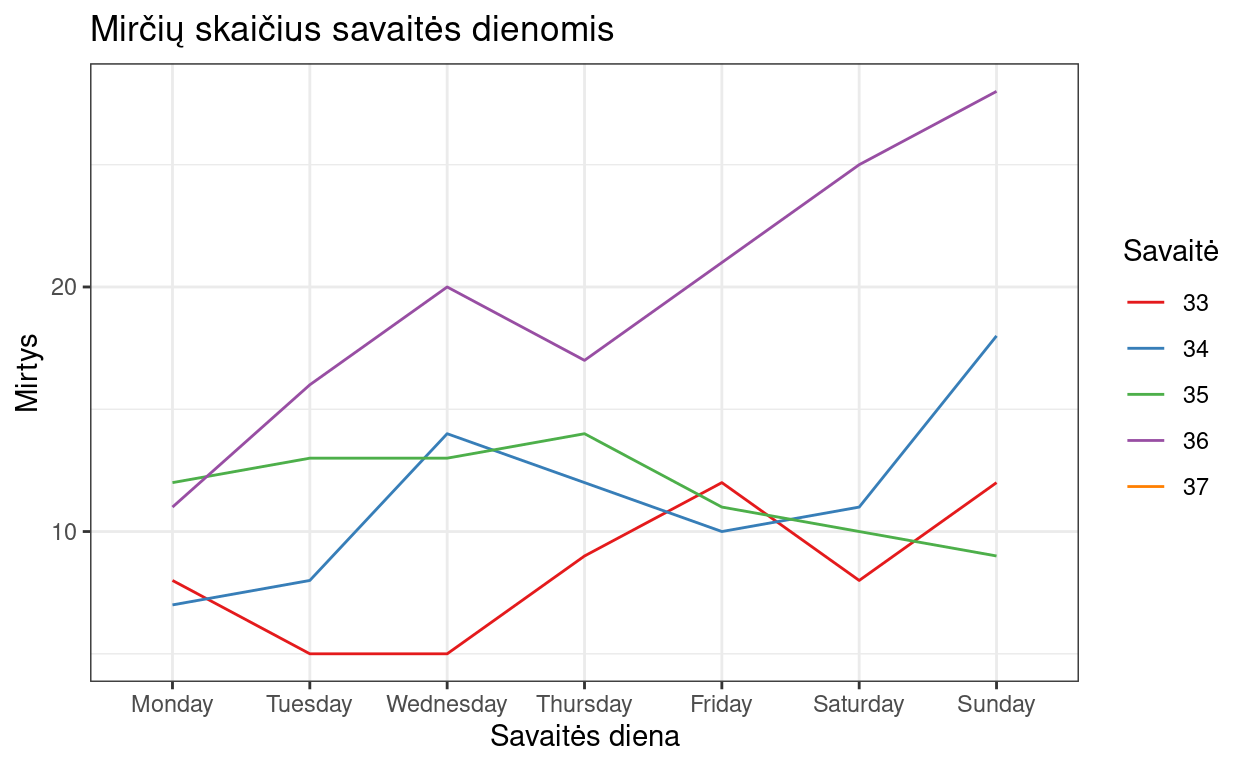 Mirčių skaičius savaitės dienomis
20
10
Mirtys
Monday Tuesday Wednesday Thursday Friday Saturday Sunday
Savaitės diena
Savaitė
33
34
35
36
37